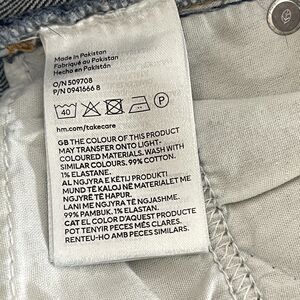 Made in Pakistan
Fabriqué au Pakistan
Hecho en Pakistán
O/N 509708
P/N 0941666 8
40
P
hm.com/takecare
GB THE COLOUR OF THIS PRODUCT
MAY TRANSFER ONTO LIGHT-
COLOURED MATERIALS. WASH WITH
SIMILAR COLOURS. 99% COTTON.
1% ELASTANE.
AL NGJYRA E KËTIJ PRODUKTI
MUND TË KALOJ NË MATERIALET ME
NGJYRË TË HAPUR.
LANI ME NGJYRA TË NGJASHME.
99% PAMBUK. 1% ELASTAN.
CAT EL COLOR D'AQUEST PRODUCTE
POT TENYIR PECES MÉS CLARES.
RENTEU-HO AMB PECES SIMILARS.